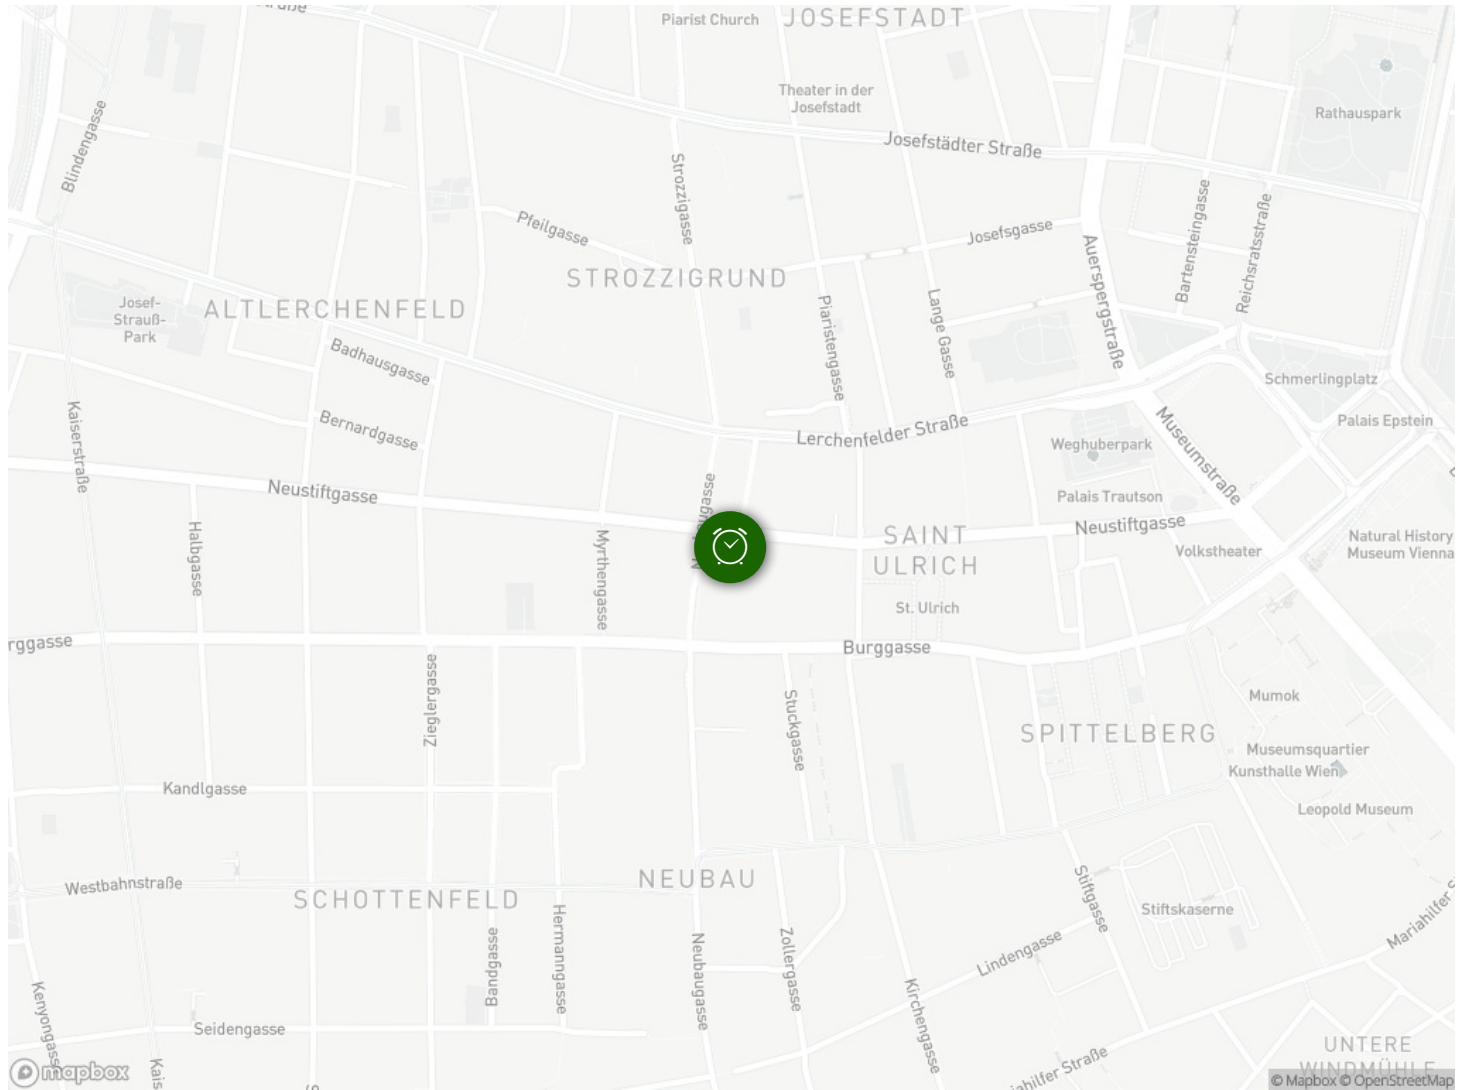 Piarist Church
JOSEFSTADT
Theater in der
Josefstadt
Rathauspark
Josefstädter Straße
Blindengasse
Strozzigasse
Pfeilgasse
Josefsgasse
Bartensteingasse
Reichsratsstraße
Auerspergstraße
STROZZIGRUND
ALTLERCHENFELD
Josef-
Strauß-
Park
Piaristengasse
Lange Gasse
Badhausgasse
Schmerlingplatz
Kaiserstraße
Bernardgasse
Lerchenfelder Straße
Museumstraße
Palais Epstein
Weghuberpark
Neustiftgasse
Palais Trautson
Halbgasse
Myrthengasse
SAINT
ULRICH
Neustiftgasse
Volkstheater
Natural History
Museum Vienna
St. Ulrich
Burggasse
Zieglergasse
Stuckgasse
Mumok
SPITTELBERG
Museumsquartier
Kunsthalle Wien
Kandlgasse
Leopold Museum
Westbahnstraße
NEUBAU
SCHOTTENFELD
Stiftgasse
Stiftskaserne
Bandgasse
Hermanngasse
Neubaugasse
Zollergasse
Lindengasse
Kirchengasse
Seidengasse
UNTERE
WINDMÜHLE
mapbox
© Mapbox © OpenStreetMap